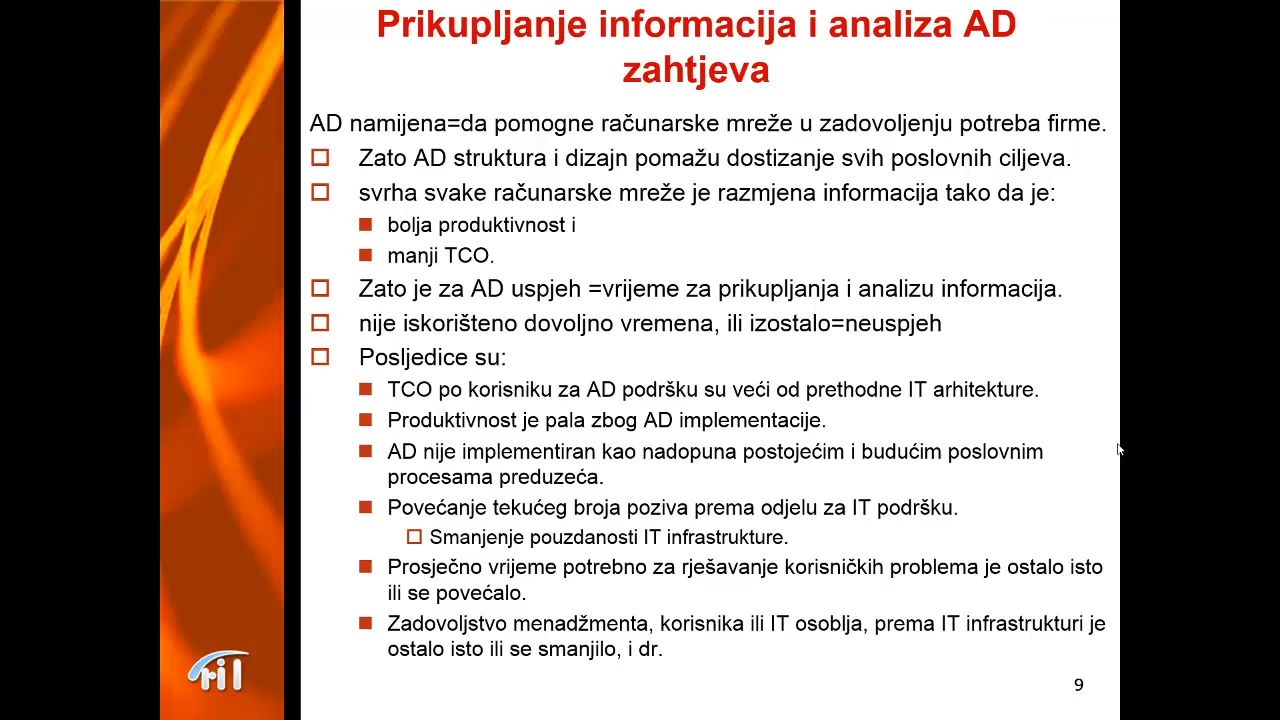 Prikupljanje informacija i analiza AD
zahtjeva
AD namijena=da pomogne računarske mreže u zadovoljenju potreba firme.
Zato AD struktura i dizajn pomažu dostizanje svih poslovnih ciljeva.
svrha svake računarske mreže je razmjena informacija tako da je:
bolja produktivnost i
manji TCO.
Zato je za AD uspjeh =vrijeme za prikupljanja i analizu informacija.
nije iskorišteno dovoljno vremena, ili izostalo=neuspjeh
Posljedice su:
TCO po korisniku za AD podršku su veći od prethodne IT arhitekture.
Produktivnost je pala zbog AD implementacije.
AD nije implementiran kao nadopuna postojećim i budućim poslovnim
procesama preduzeća.
Povećanje tekućeg broja poziva prema odjelu za IT podršku.
Smanjenje pouzdanosti IT infrastrukture.
Prosječno vrijeme potrebno za rješavanje korisničkih problema je ostalo isto
ili se povećalo.
Zadovoljstvo menadžmenta, korisnika ili IT osoblja, prema IT infrastrukturi je
ostalo isto ili se smanjilo, i dr.
ril
9